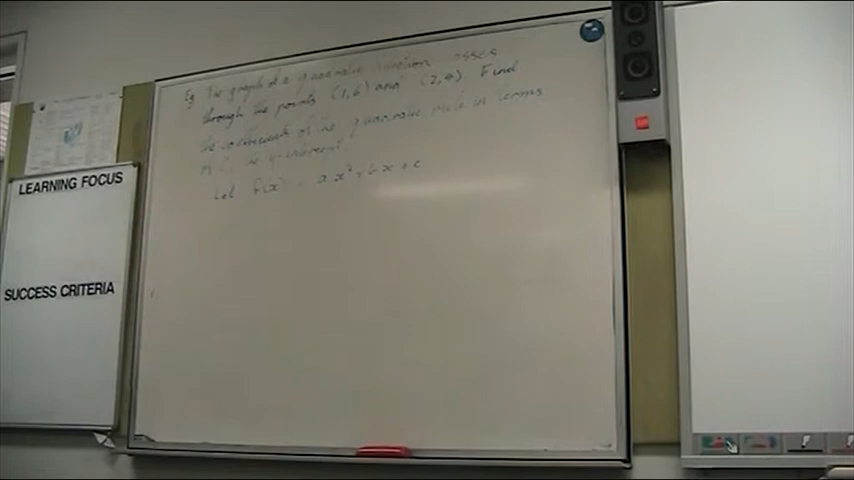 LEARNING FOCUS
SUCCESS CRITERIA
Eg The graph of a quadratic function passes
through the points (1,6) and (2,4) Find
the coefficients of the quadratic rule in terms
of the y-intercept
Let f(x) = ax²+bx+c